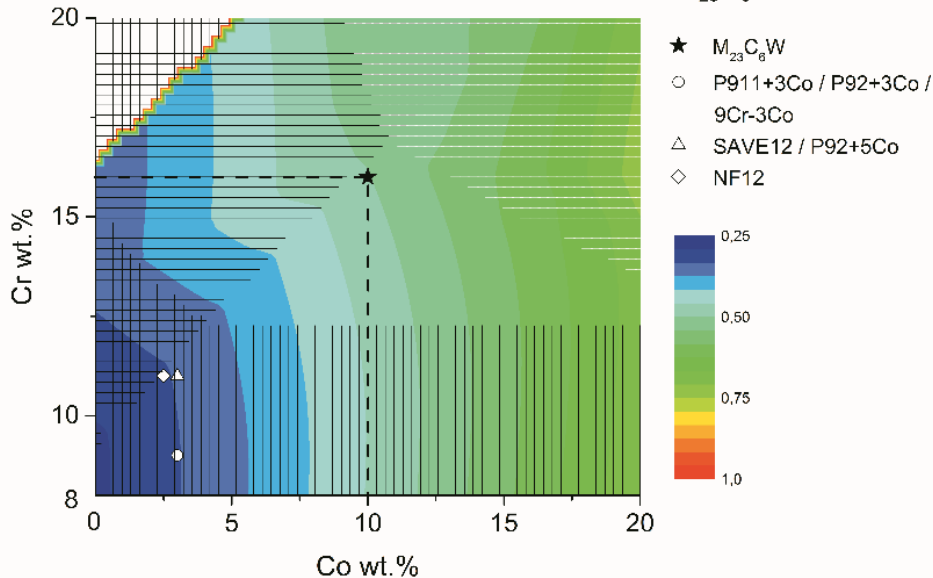 M₂₃C₆W
P911+3Co / P92+3Co /
9Cr-3Co
SAVE12 / P92+5Co
NF12
20
15
10
8
Cr wt.%
0
5
10
15
20
Co wt.%
0,25
0,50
0,75
1,0